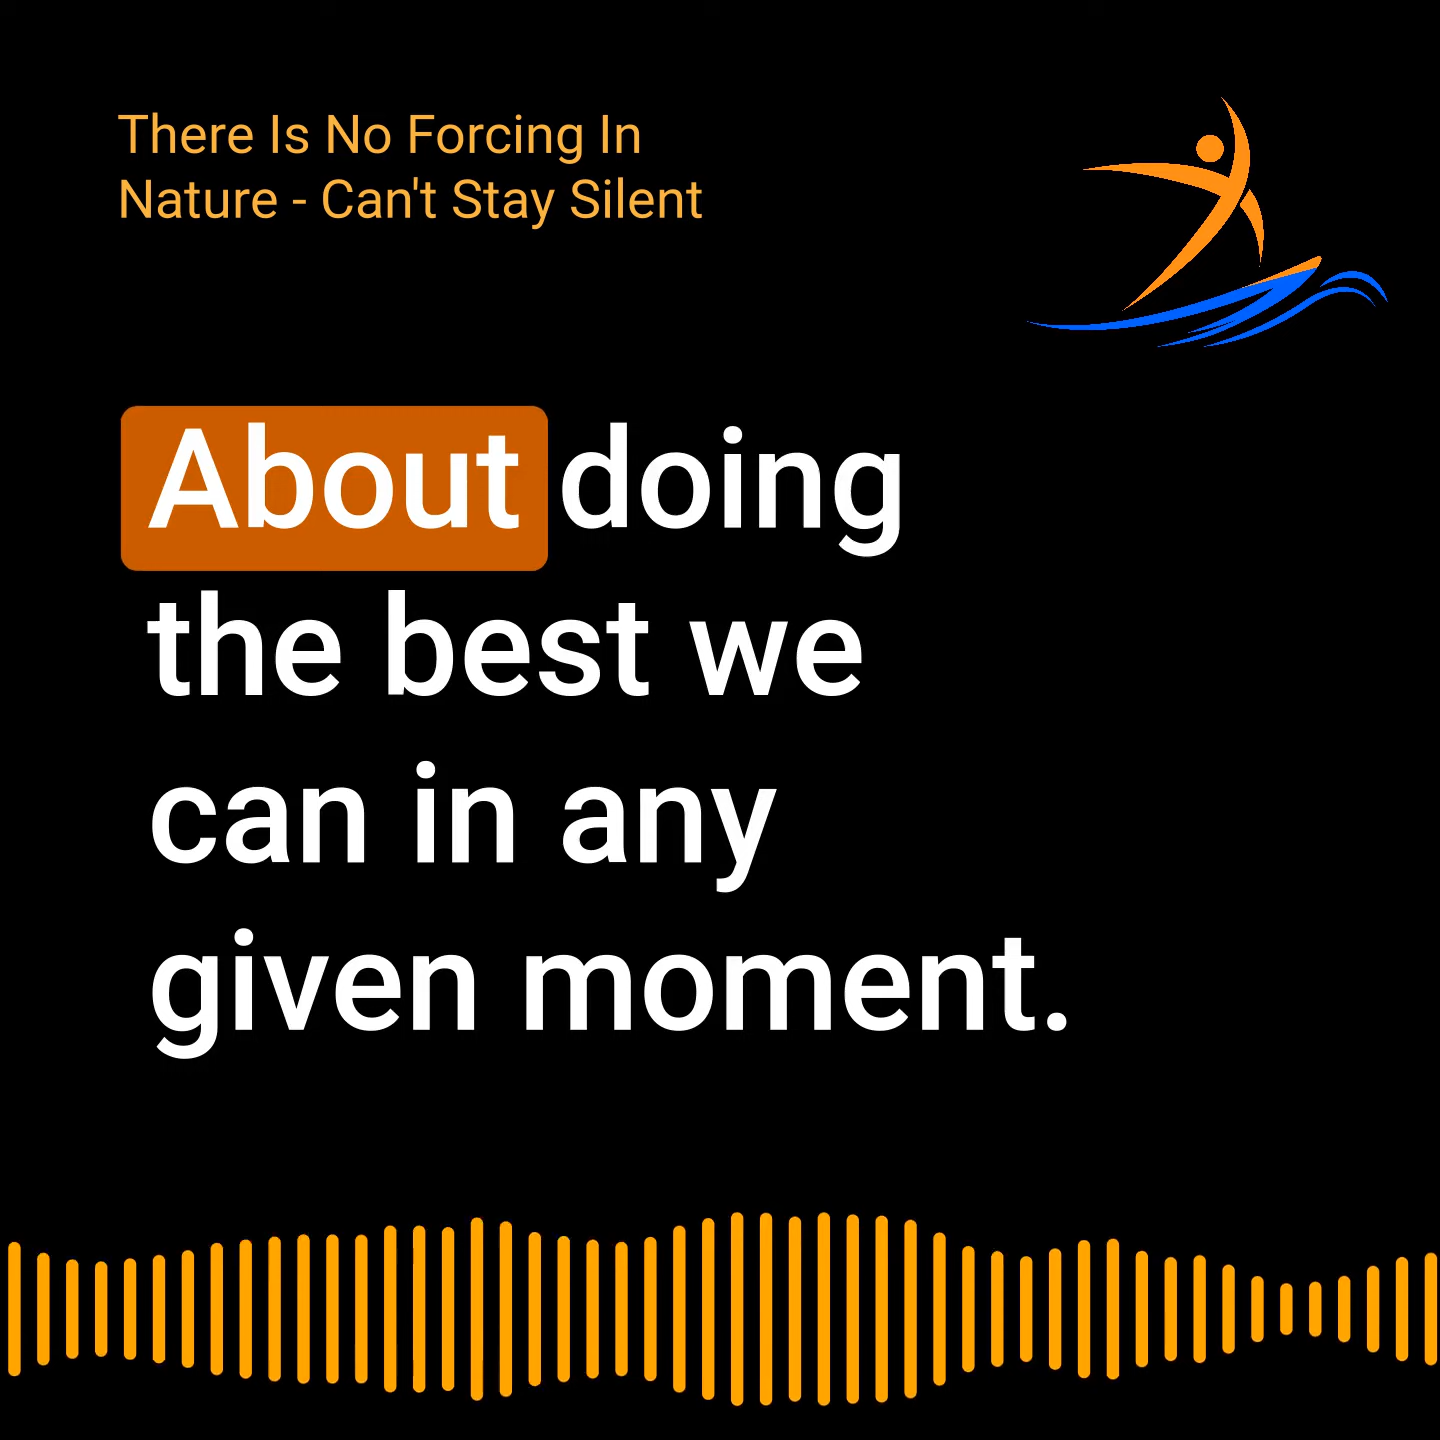 There Is No Forcing In
Nature - Can't Stay Silent
About doing
the best we
can in any
given moment.